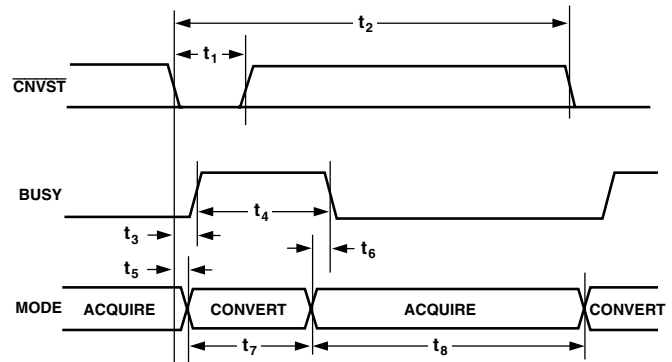 t2
t1
CNVST
BUSY
t4
t3
t6
t5
MODE ACQUIRE CONVERT ACQUIRE CONVERT
t7 t8